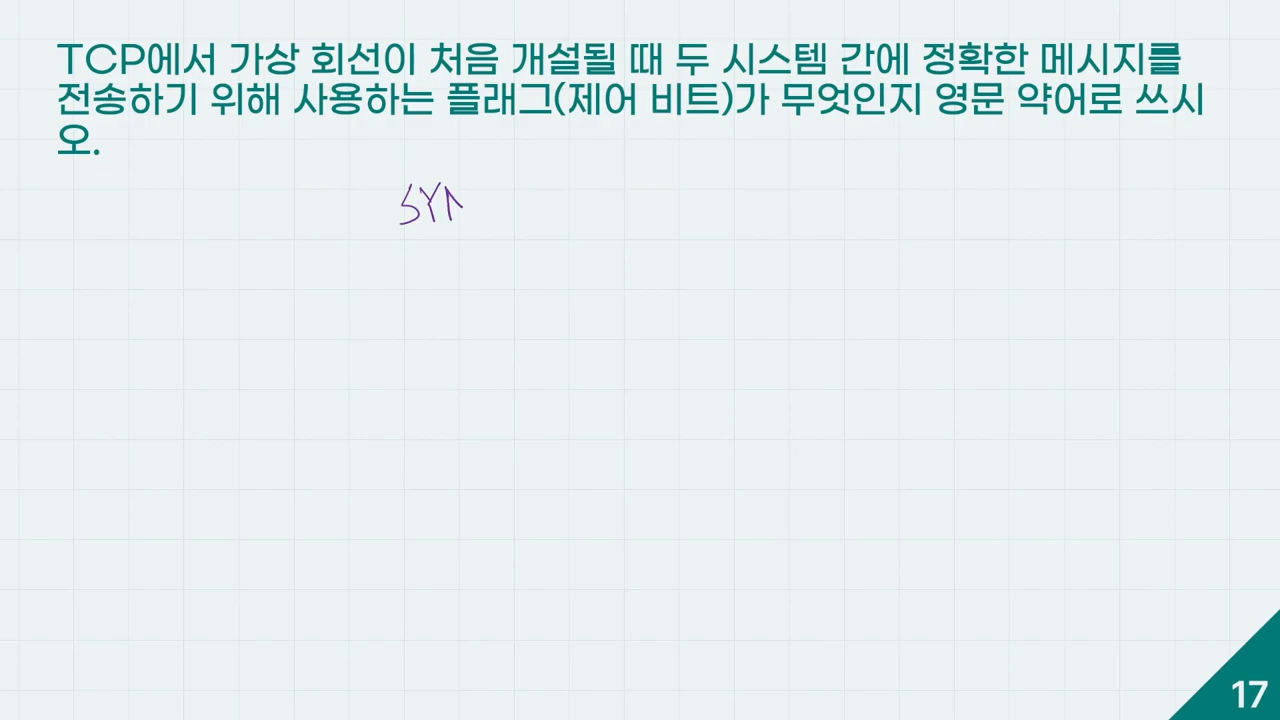 TCP에서 가상 회선이 처음 개설될 때 두 시스템 간에 정확한 메시지를
전송하기 위해 사용하는 플래그(제어 비트)가 무엇인지 영문 약어로 쓰시
오.
SYN
17